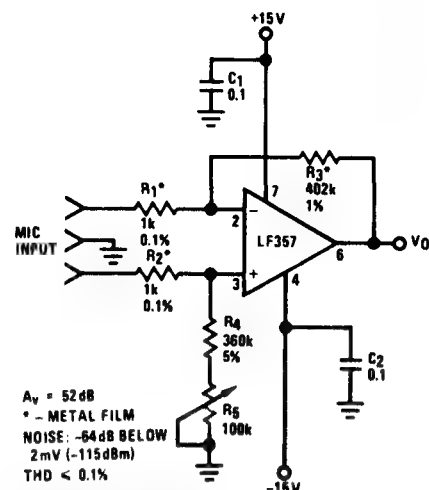 +15V
C1
0.1
R3*
402k
1%
R1*
1k
0.1%
7
2
−
LF357
6
VO
MIC
INPUT
R2*
1k
0.1%
3
+
4
R4
360k
5%
C2
0.1
R5
100k
AV = 52dB
* – METAL FILM
NOISE: –64dB BELOW
2mV (–115dBm)
THD < 0.1%
–15V